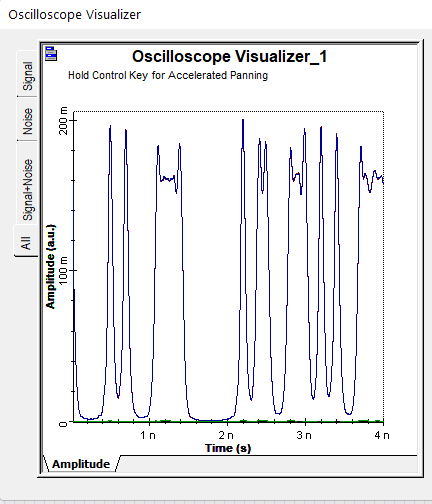 Oscilloscope Visualizer
Oscilloscope Visualizer_1
Hold Control Key for Accelerated Panning
Signal
Noise
Signal+Noise
All
Amplitude (a.u.)
200 m
100 m
0
1 n
2 n
3 n
4 n
Time (s)
Amplitude